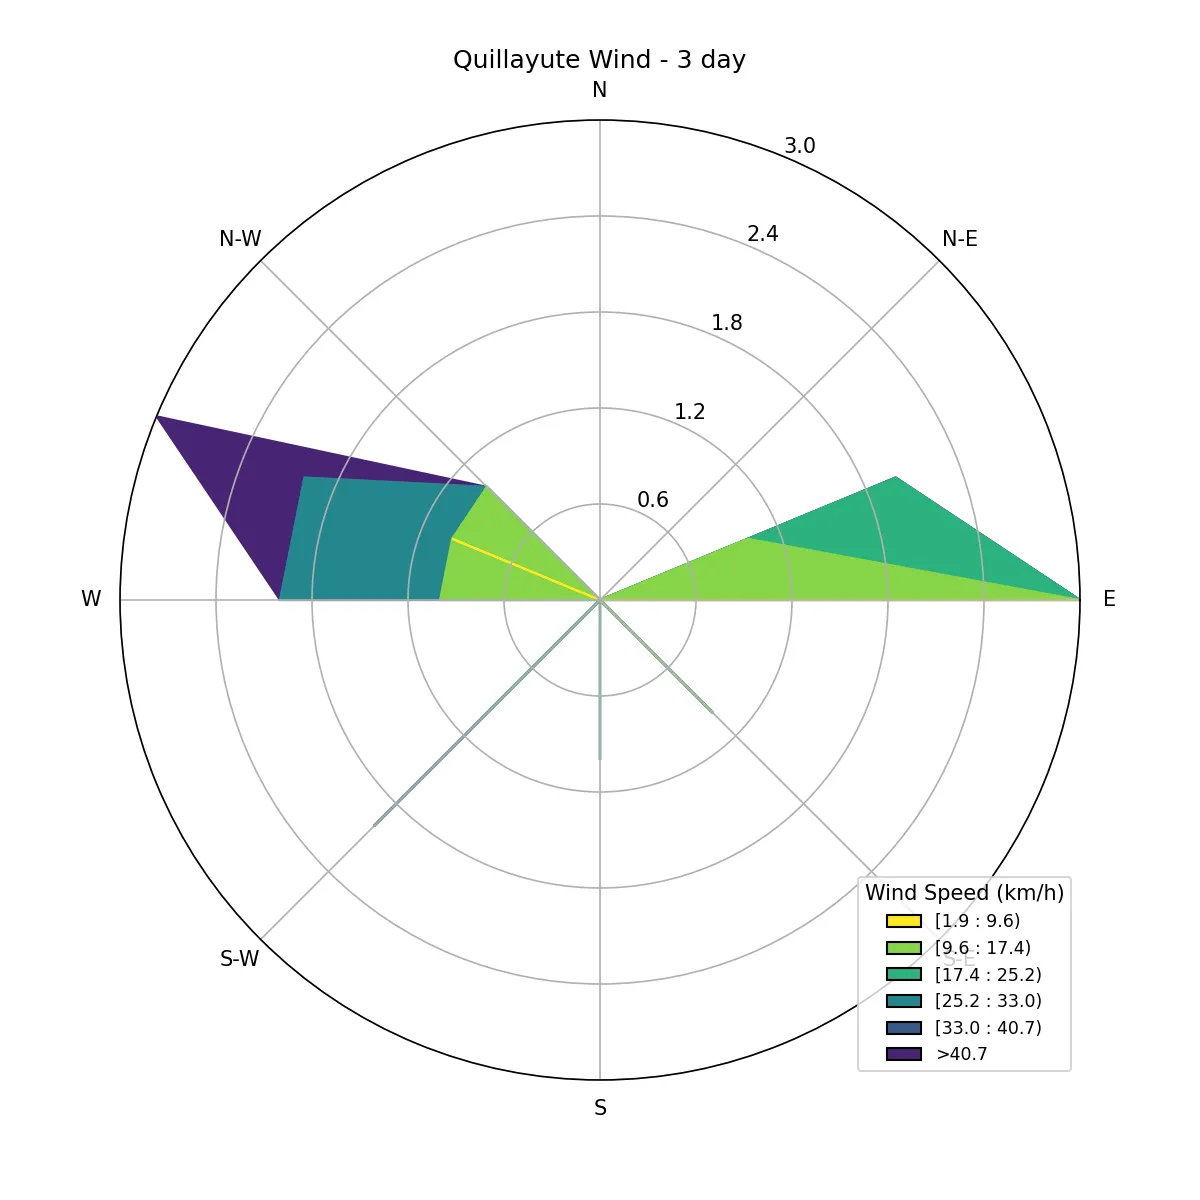 Quillayute Wind - 3 day
N
3.0
2.4
N-W
N-E
1.8
1.2
0.6
W
E
Wind Speed (km/h)
[1.9 : 9.6)
[9.6 : 17.4)
S-W
S-E
[17.4 : 25.2)
[25.2 : 33.0)
[33.0 : 40.7)
>40.7
S